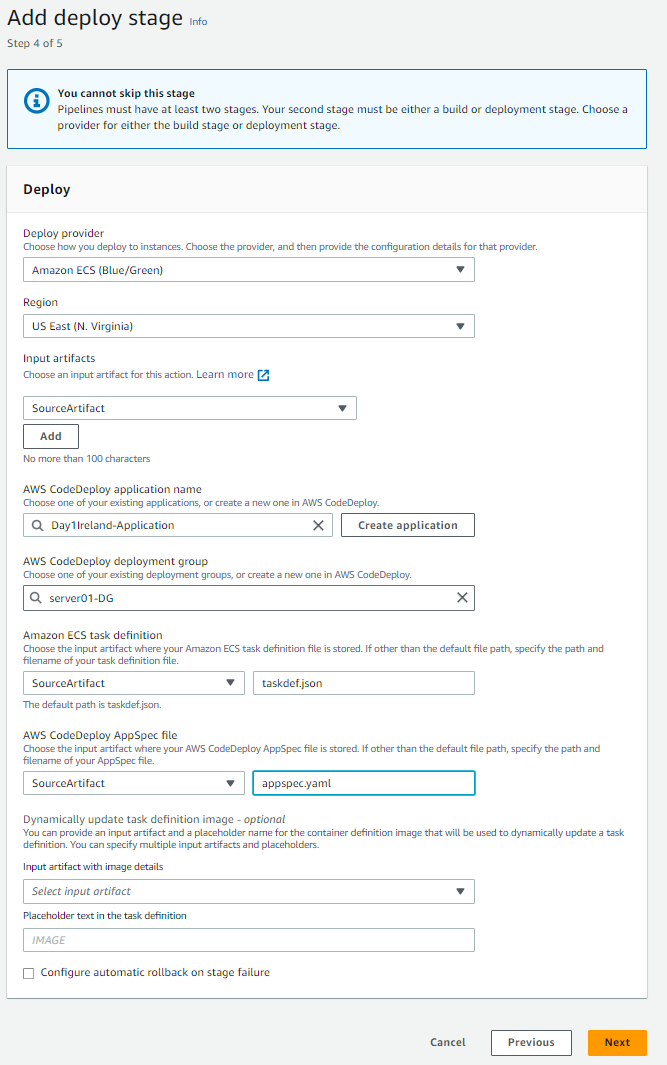 Add deploy stage Info
Step 4 of 5
You cannot skip this stage
Pipelines must have at least two stages. Your second stage must be either a build or deployment stage. Choose a
provider for either the build stage or deployment stage.
Deploy
Deploy provider
Choose how you deploy to instances. Choose the provider, and then provide the configuration details for that provider.
Amazon ECS (Blue/Green)
Region
US East (N. Virginia)
Input artifacts
Choose an input artifact for this action. Learn more
SourceArtifact
Add
No more than 100 characters
AWS CodeDeploy application name
Choose one of your existing applications, or create a new one in AWS CodeDeploy.
Day1Ireland-Application
Create application
AWS CodeDeploy deployment group
Choose one of your existing deployment groups, or create a new one in AWS CodeDeploy.
server01-DG
Amazon ECS task definition
Choose the input artifact where your Amazon ECS task definition file is stored. If other than the default file path, specify the path and
filename of your task definition file.
SourceArtifact
taskdef.json
The default path is taskdef.json.
AWS CodeDeploy AppSpec file
Choose the input artifact where your AWS CodeDeploy AppSpec file is stored. If other than the default file path, specify the path and
filename of your AppSpec file.
SourceArtifact
appspec.yaml
Dynamically update task definition image - optional
You can provide an input artifact and a placeholder name for the container definition image that will be used to dynamically update a task
definition. You can specify multiple input artifacts and placeholders.
Input artifact with image details
Select input artifact
Placeholder text in the task definition
IMAGE
Configure automatic rollback on stage failure
Cancel
Previous
Next